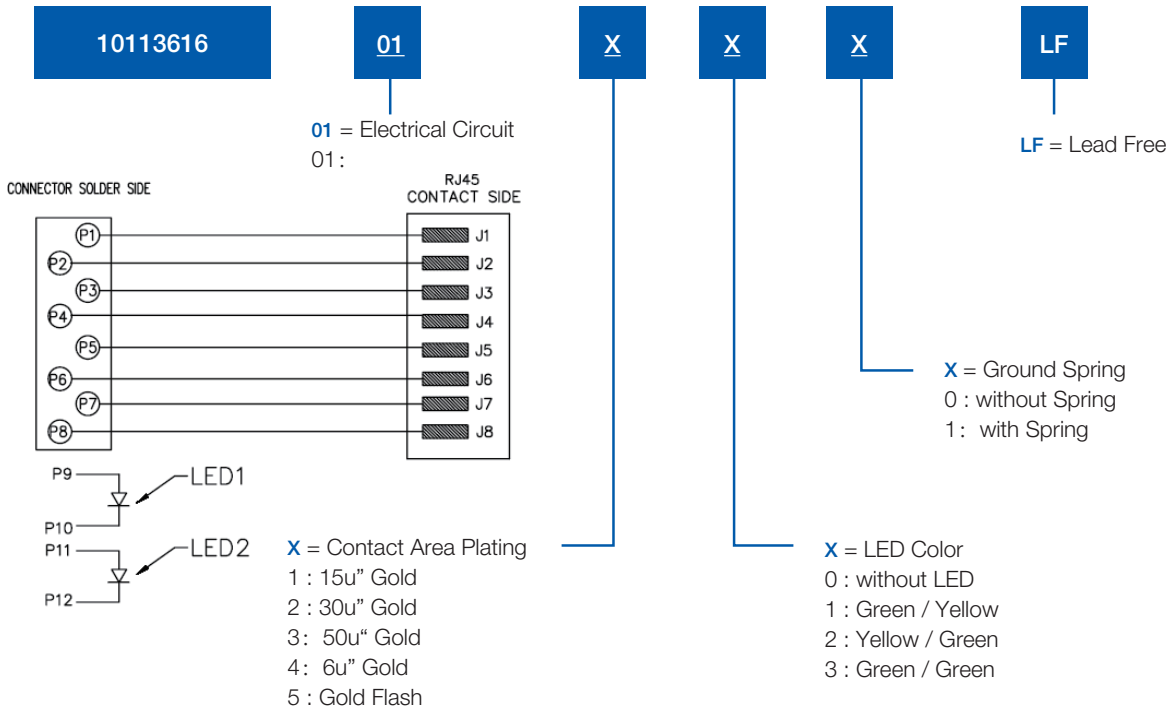 10113616 01 X X X LF
01 = Electrical Circuit
01:
LF = Lead Free
CONNECTOR SOLDER SIDE
RJ45
CONTACT SIDE
P1 J1
P2 J2
P3 J3
P4 J4
P5 J5
P6 J6
P7 J7
P8 J8
X = Ground Spring
0 : without Spring
1: with Spring
P9
LED1
P10
P11
LED2
P12
X = Contact Area Plating
1 : 15u” Gold
2 : 30u” Gold
3: 50u“ Gold
4: 6u” Gold
5 : Gold Flash
X = LED Color
0 : without LED
1 : Green / Yellow
2 : Yellow / Green
3 : Green / Green